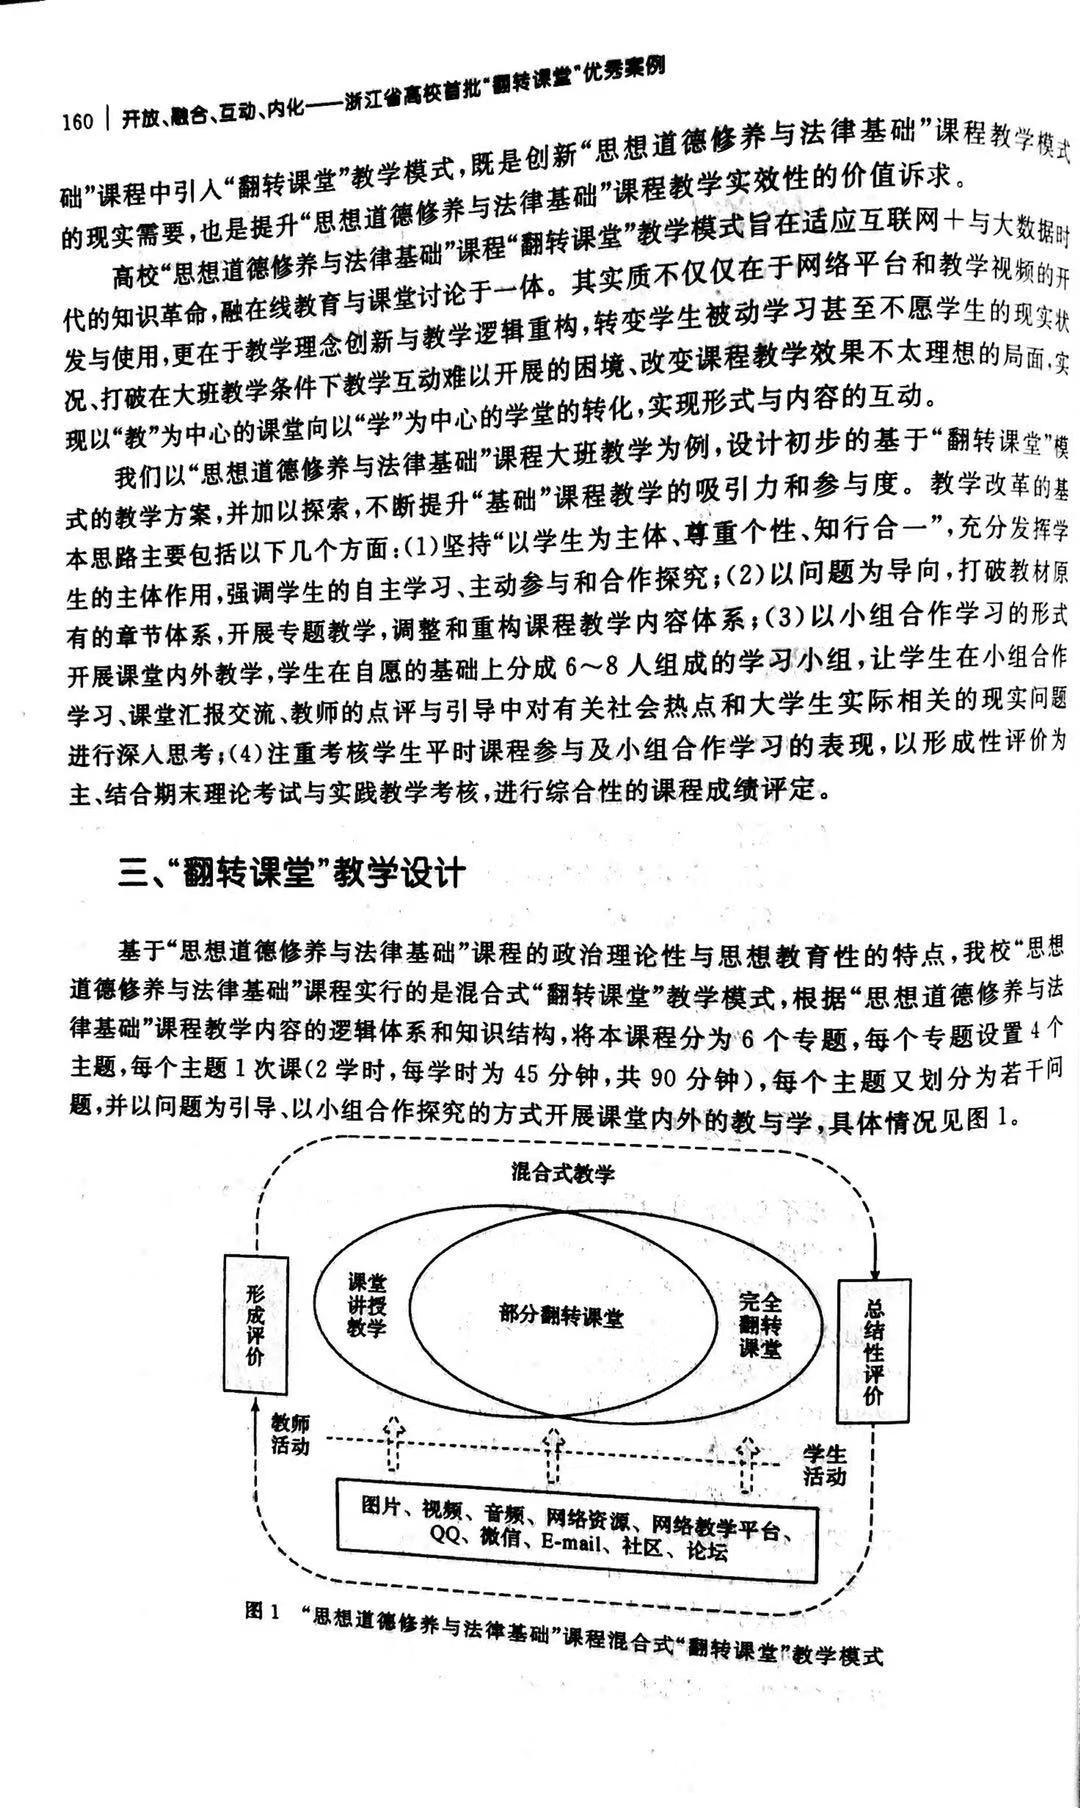 160 | 开放、融合、互动、内化——浙江省高校首批“翻转课堂”优秀案例
础”课程中引入“翻转课堂”教学模式，既是创新“思想道德修养与法律基础”课程教学模式
的现实需要，也是提升“思想道德修养与法律基础”课程教学实效性的价值诉求。
高校“思想道德修养与法律基础”课程“翻转课堂”教学模式旨在适应互联网＋与大数据时
代的知识革命，融在线教育与课堂讨论于一体。其实质不仅仅在于网络平台和教学视频的开
发与使用，更在于教学理念创新与教学逻辑重构，转变学生被动学习甚至不愿学生的现实状
况、打破在大班教学条件下教学互动难以开展的困境、改变课程教学效果不太理想的局面，实
现以“教”为中心的课堂向以“学”为中心的学堂的转化，实现形式与内容的互动。
我们以“思想道德修养与法律基础”课程大班教学为例，设计初步的基于“翻转课堂”模
式的教学方案，并加以探索，不断提升“基础”课程教学的吸引力和参与度。教学改革的基
本思路主要包括以下几个方面：(1)坚持“以学生为主体、尊重个性、知行合一”，充分发挥学
生的主体作用，强调学生的自主学习、主动参与和合作探究；(2)以问题为导向，打破教材原
有的章节体系，开展专题教学，调整和重构课程教学内容体系；(3)以小组合作学习的形式
开展课堂内外教学，学生在自愿的基础上分成 6～8 人组成的学习小组，让学生在小组合作
学习、课堂汇报交流、教师的点评与引导中对有关社会热点和大学生实际相关的现实问题
进行深入思考；(4)注重考核学生平时课程参与及小组合作学习的表现，以形成性评价为
主、结合期末理论考试与实践教学考核，进行综合性的课程成绩评定。
三、“翻转课堂”教学设计
基于“思想道德修养与法律基础”课程的政治理论性与思想教育性的特点，我校“思想
道德修养与法律基础”课程实行的是混合式“翻转课堂”教学模式，根据“思想道德修养与法
律基础”课程教学内容的逻辑体系和知识结构，将本课程分为 6 个专题，每个专题设置 4 个
主题，每个主题 1 次课(2 学时，每学时为 45 分钟，共 90 分钟)，每个主题又划分为若干问
题，并以问题为引导、以小组合作探究的方式开展课堂内外的教与学，具体情况见图 1。
混合式教学
形成评价
课堂
讲授
教学
部分翻转课堂
完全
翻转
课堂
总结性评价
教师
活动
学生
活动
图片、视频、音频、网络资源、网络教学平台、
QQ、微信、E-mail、社区、论坛
图 1 “思想道德修养与法律基础”课程混合式“翻转课堂”教学模式